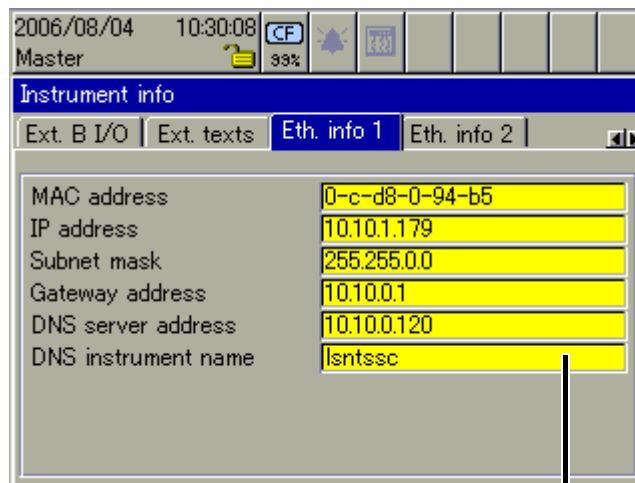 2006/08/04 10:30:08 CF
Master 99%
Instrument info
Ext. B I/O Ext. texts Eth. info 1 Eth. info 2
MAC address 0-c-d8-0-94-b5
IP address 10.10.1.179
Subnet mask 255.255.0.0
Gateway address 10.10.0.1
DNS server address 10.10.0.120
DNS instrument name lsntssc